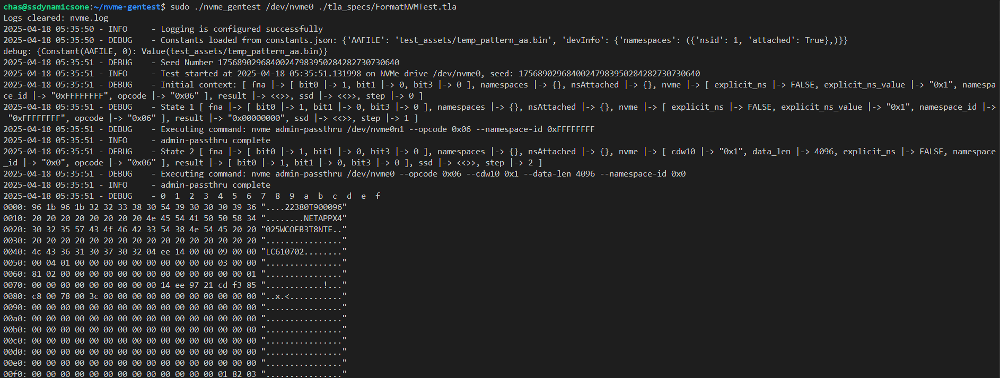 chas@ssdynamicsone:~/nvme-gentest$ sudo ./nvme_gentest /dev/nvme0 ./tla_specs/FormatNVMTest.tla
Logs cleared: nvme.log
2025-04-18 05:35:50 - INFO     - Logging is configured successfully
2025-04-18 05:35:50 - DEBUG    - Constants loaded from constants.json: {'AAFILE': 'test_assets/temp_pattern_aa.bin', 'devInfo': {'namespaces': ({'nsid': 1, 'attached': True},)}}
debug: {Constant(AAFILE, 0): Value(test_assets/temp_pattern_aa.bin)}
2025-04-18 05:35:51 - DEBUG    - Seed Number 175689029684002479839502842827307306​40
2025-04-18 05:35:51 - INFO     - Test started at 2025-04-18 05:35:51.131998 on NVMe drive /dev/nvme0, seed: 17568902968400247983950284282730730640
2025-04-18 05:35:51 - DEBUG    - Initial context: [ fna |-> [ bit0 |-> 1, bit1 |-> 0, bit3 |-> 0 ], namespaces |-> {}, nsAttached |-> {}, nvme |-> [ explicit_ns |-> FALSE, explicit_ns_value |-> "0x1", namespa
ce_id |-> "0xFFFFFFFF", opcode |-> "0x06" ], result |-> <<>>, ssd |-> <<>>, step |-> 0 ]
2025-04-18 05:35:51 - DEBUG    - State 1 [ fna |-> [ bit0 |-> 1, bit1 |-> 0, bit3 |-> 0 ], namespaces |-> {}, nsAttached |-> {}, nvme |-> [ explicit_ns |-> FALSE, explicit_ns_value |-> "0x1", namespace_id |->
 "0xFFFFFFFF", opcode |-> "0x06" ], result |-> "0x00000000", ssd |-> <<>>, step |-> 1 ]
2025-04-18 05:35:51 - DEBUG    - Executing command: nvme admin-passthru /dev/nvme0n1 --opcode 0x06 --namespace-id 0xFFFFFFFF
2025-04-18 05:35:51 - INFO     - admin-passthru complete
2025-04-18 05:35:51 - DEBUG    - State 2 [ fna |-> [ bit0 |-> 1, bit1 |-> 0, bit3 |-> 0 ], namespaces |-> {}, nsAttached |-> {}, nvme |-> [ cdw10 |-> "0x1", data_len |-> 4096, explicit_ns |-> FALSE, namespace
_id |-> "0x0", opcode |-> "0x06" ], result |-> [ bit0 |-> 1, bit1 |-> 0, bit3 |-> 0 ], ssd |-> <<>>, step |-> 2 ]
2025-04-18 05:35:51 - DEBUG    - Executing command: nvme admin-passthru /dev/nvme0 --opcode 0x06 --cdw10 0x1 --data-len 4096 --namespace-id 0x0
2025-04-18 05:35:51 - INFO     - admin-passthru complete
2025-04-18 05:35:51 - DEBUG    - 0  1  2  3  4  5  6  7  8  9  a  b  c  d  e  f
0000: 96 1b 96 1b 32 32 33 38 30 54 39 30 30 30 39 36 "....22380T900096"
0010: 20 20 20 20 20 20 20 20 4e 45 54 41 50 50 58 34 "........NETAPPX4"
0020: 30 32 35 57 43 4f 46 42 33 54 38 4e 54 45 20 20 "025WCOFB3T8NTE.."
0030: 20 20 20 20 20 20 20 20 20 20 20 20 20 20 20 20 "................"
0040: 4c 43 36 31 30 37 30 32 04 ee 14 00 00 09 00 00 "LC610702........"
0050: 00 04 01 00 00 00 00 00 00 00 00 00 00 03 00 00 "................"
0060: 81 02 00 00 00 00 00 00 00 00 00 00 00 00 00 01 "................"
0070: 00 00 00 00 00 00 00 00 00 14 ee 97 21 cd f3 85 "............!..."
0080: c8 00 78 00 3c 00 00 00 00 00 00 00 00 00 00 00 "..x.<..........."
0090: 00 00 00 00 00 00 00 00 00 00 00 00 00 00 00 00 "................"
00a0: 00 00 00 00 00 00 00 00 00 00 00 00 00 00 00 00 "................"
00b0: 00 00 00 00 00 00 00 00 00 00 00 00 00 00 00 00 "................"
00c0: 00 00 00 00 00 00 00 00 00 00 00 00 00 00 00 00 "................"
00d0: 00 00 00 00 00 00 00 00 00 00 00 00 00 00 00 00 "................"
00e0: 00 00 00 00 00 00 00 00 00 00 00 00 00 00 00 00 "................"
00f0: 00 00 00 00 00 00 00 00 00 00 00 00 00 01 82 03 "................"